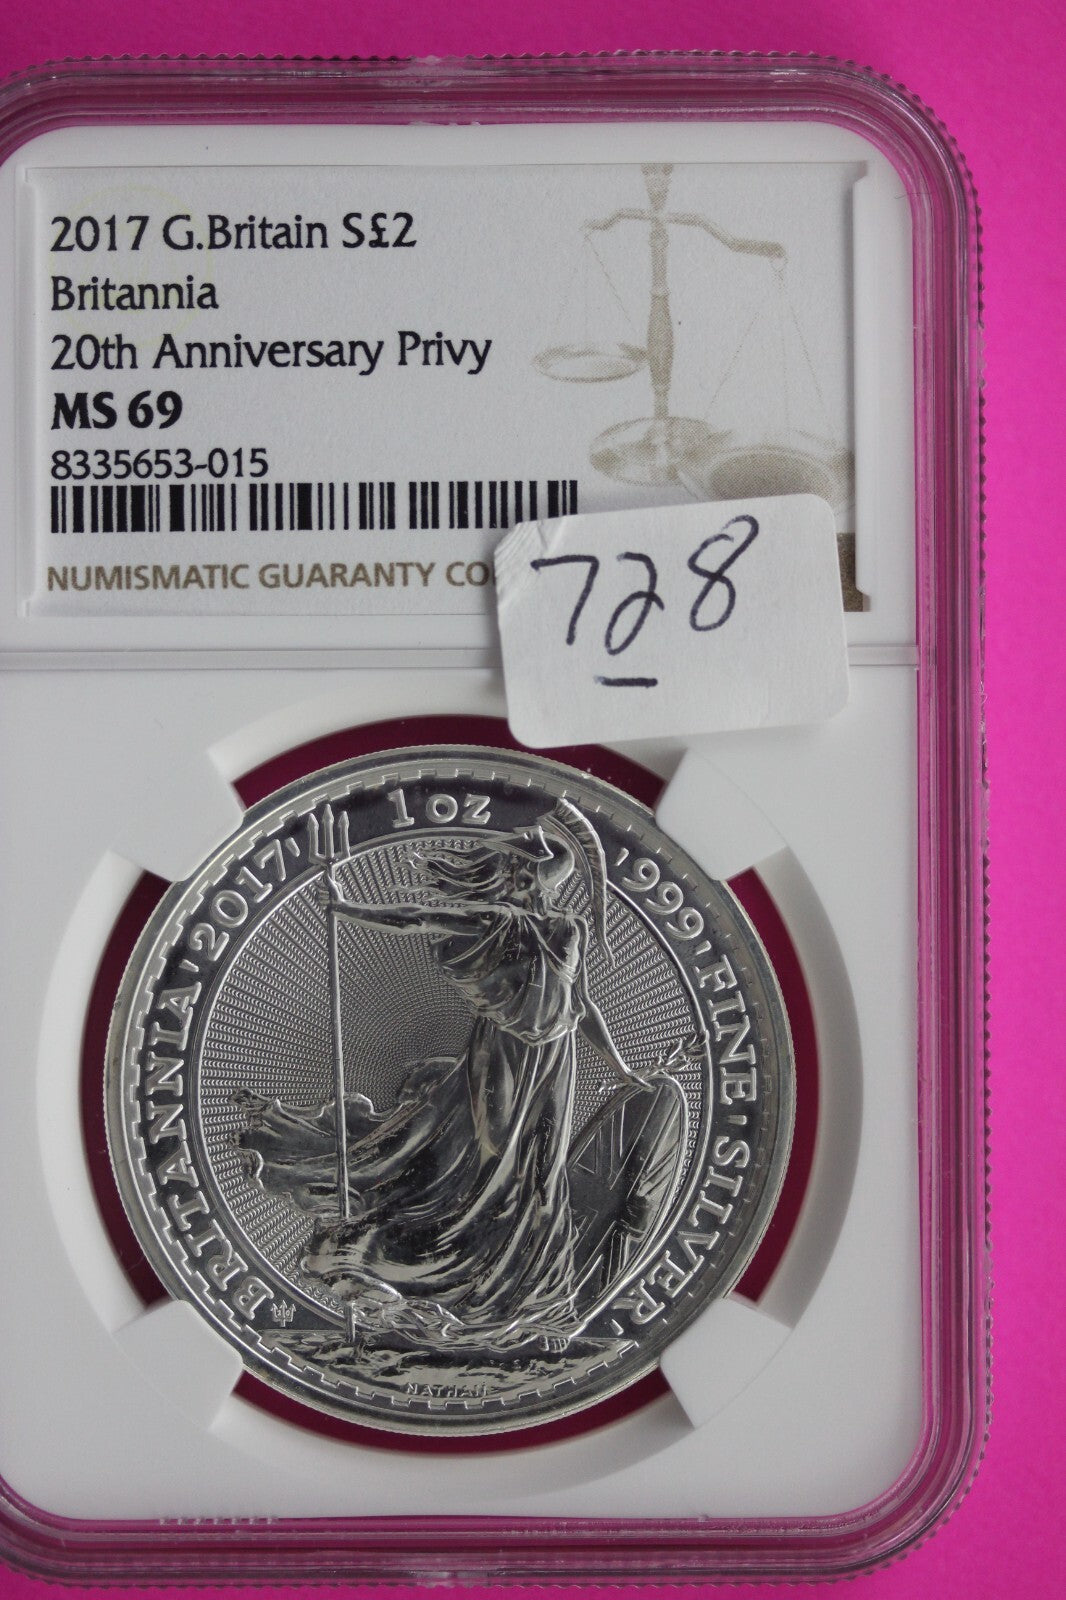 2017 G.Britain S£2
Britannia
20th Anniversary Privy
MS 69
8335653-015
NUMISMATIC GUARANTY
728
1 OZ
BRITANNIA · 2017 ·
· 999 · FINE · SILVER ·
NATHAN